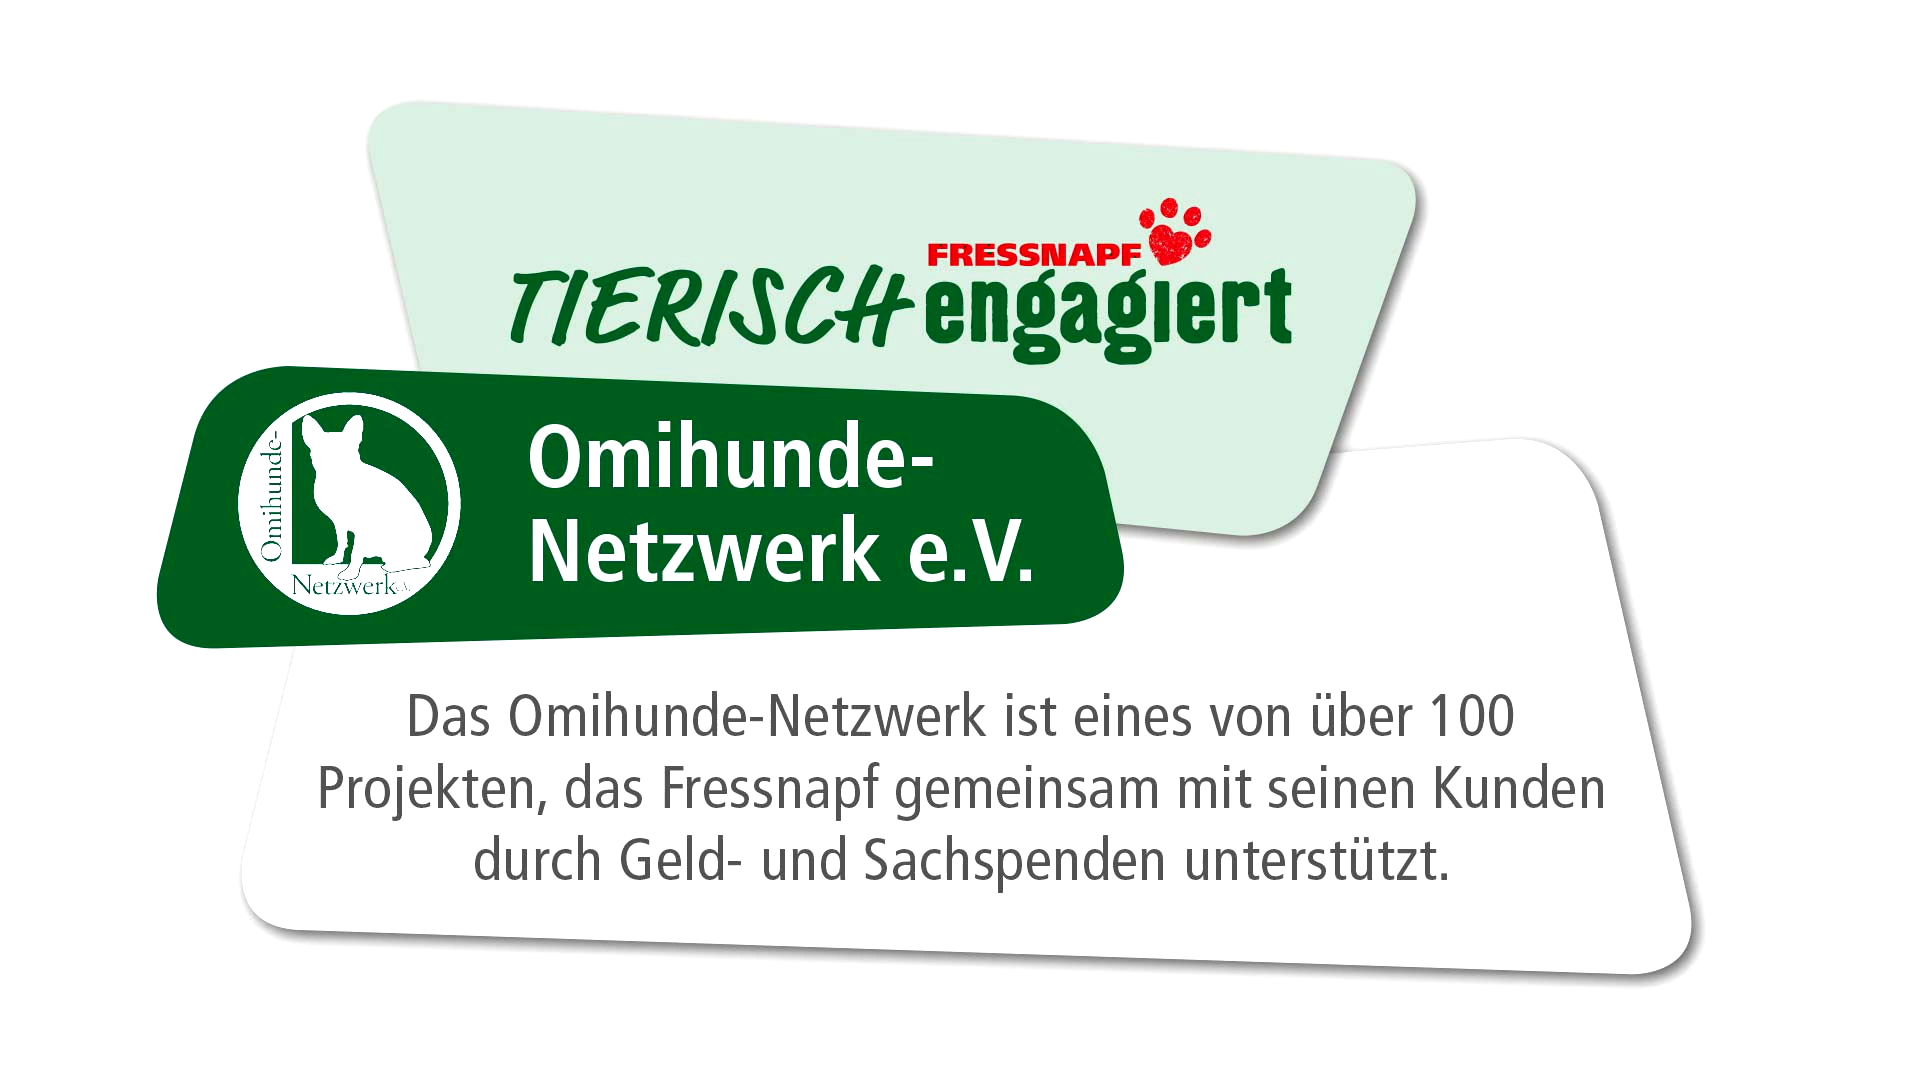 FRESSNAPF
TIERISCH engagiert
Omihunde-
Netzwerk e.V.
Omihunde-
Netzwerk e.V.
Das Omihunde-Netzwerk ist eines von über 100
Projekten, das Fressnapf gemeinsam mit seinen Kunden
durch Geld- und Sachspenden unterstützt.